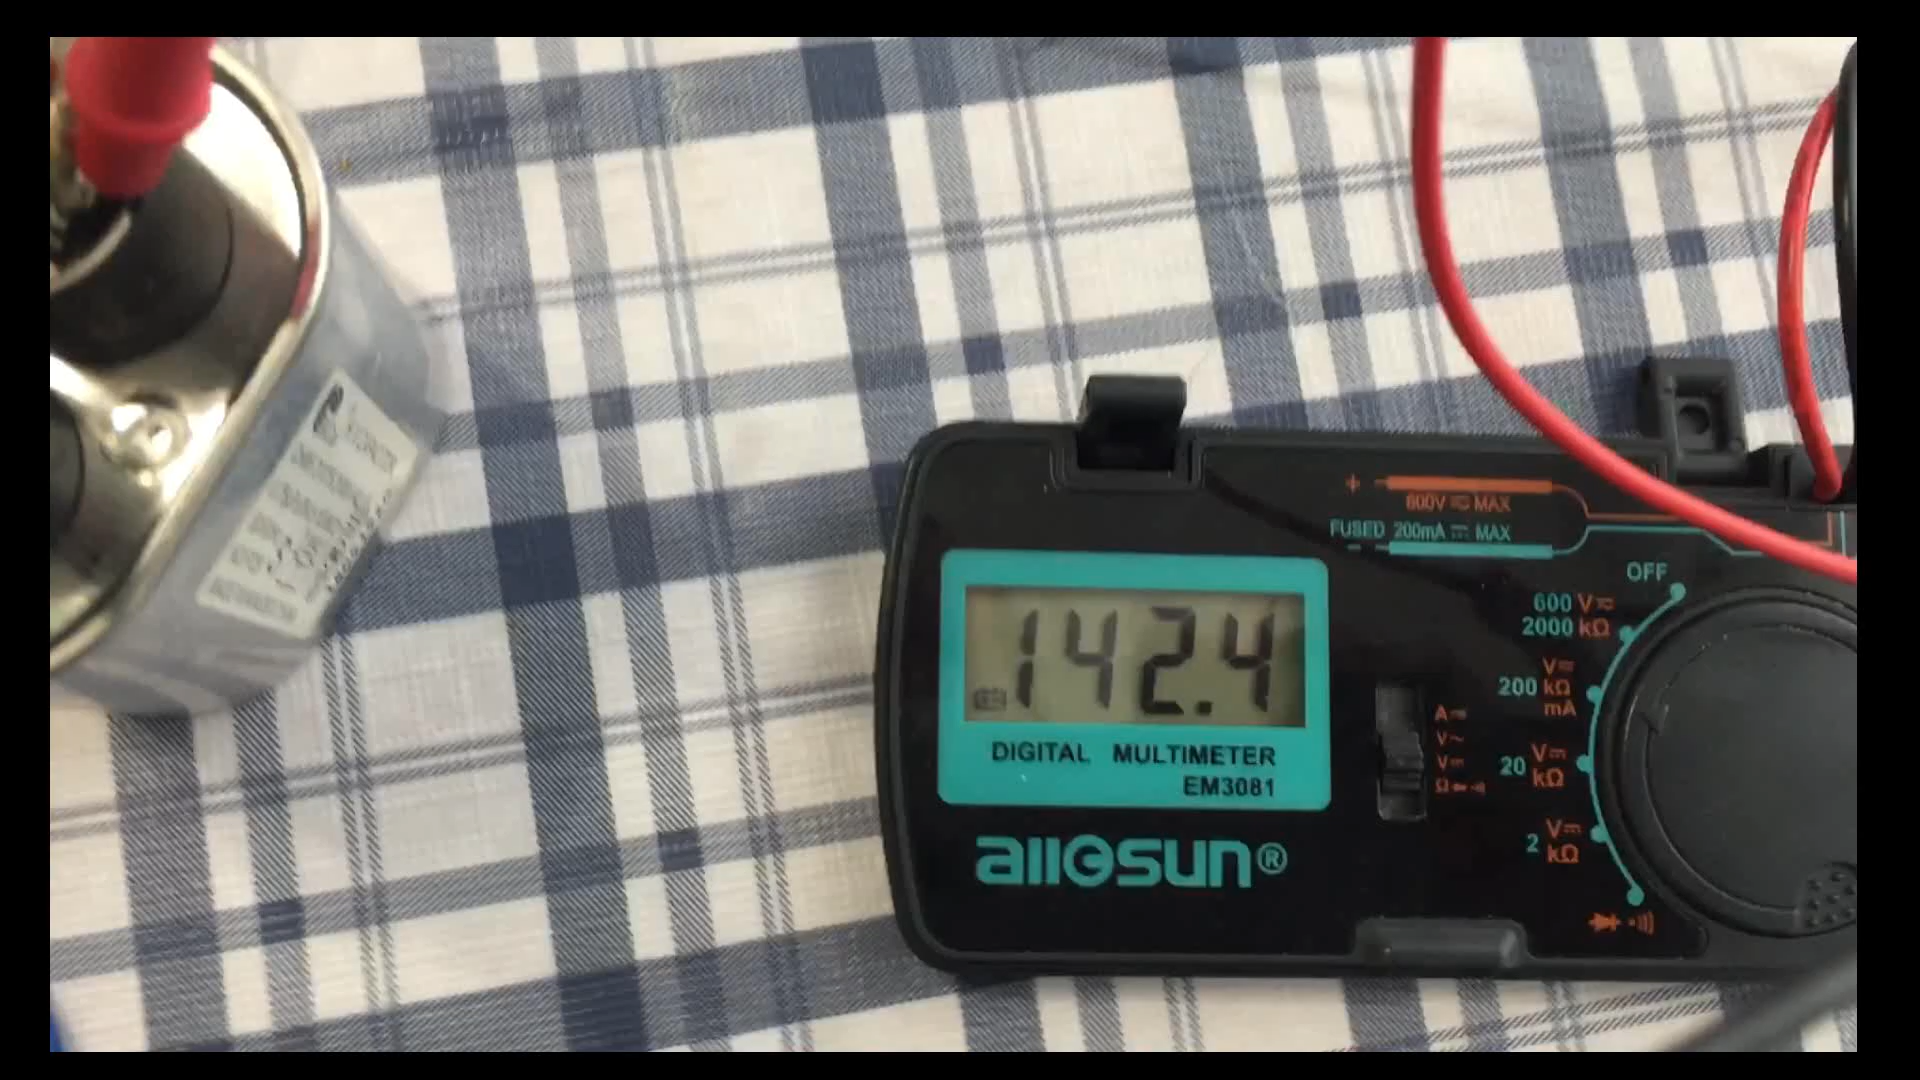 +
600V MAX
FUSED 200mA MAX
−
OFF
600 V
2000 kΩ
V
200 kΩ
mA
A
V~
V
Ω
20 V
kΩ
2 V
kΩ
142.4
DIGITAL MULTIMETER
EM3081
allosun®